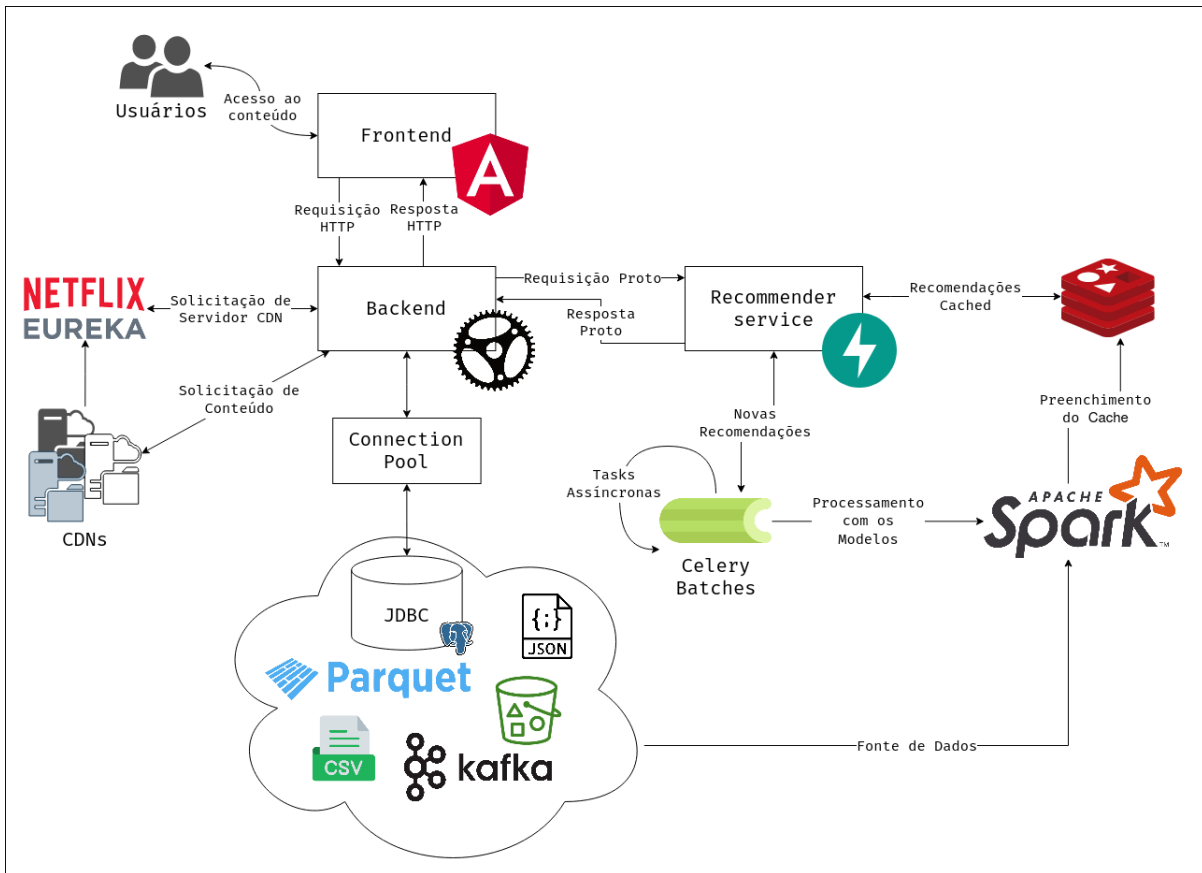 Usuários
Acesso ao
conteúdo
Frontend
A
Requisição
HTTP
Resposta
HTTP
NETFLIX
EUREKA
Solicitação de
Servidor CDN
Backend
Requisição Proto
Resposta
Proto
Recommender
service
Recomendações
Cached
Solicitação de
Conteúdo
CDNs
Connection
Pool
Novas
Recomendações
Preenchimento
do Cache
Tasks
Assíncronas
Processamento
com os
Modelos
APACHE
Spark
TM
Celery
Batches
JDBC
{;}
JSON
Parquet
CSV
kafka
Fonte de Dados